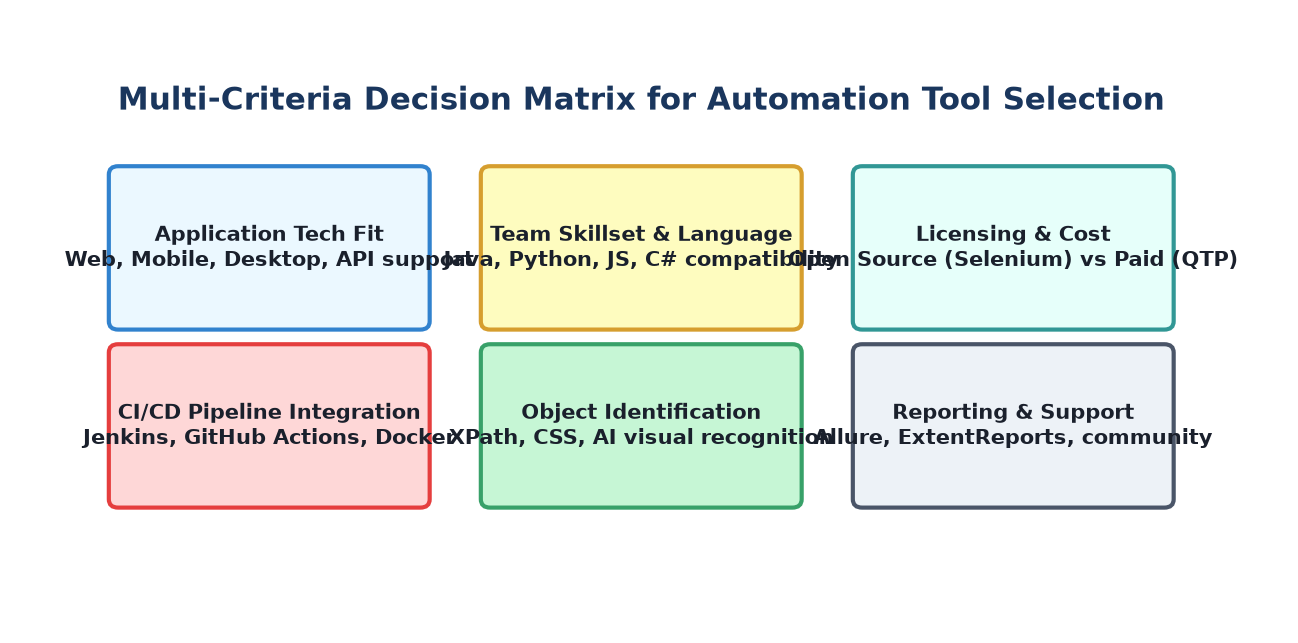 Multi-Criteria Decision Matrix for Automation Tool Selection
Application Tech Fit
Web, Mobile, Desktop, API support
Team Skillset & Language
Java, Python, JS, C# compatibility
Licensing & Cost
Open Source (Selenium) vs Paid (QTP)
CI/CD Pipeline Integration
Jenkins, GitHub Actions, Docker
Object Identification
XPath, CSS, AI visual recognition
Reporting & Support
Allure, ExtentReports, community